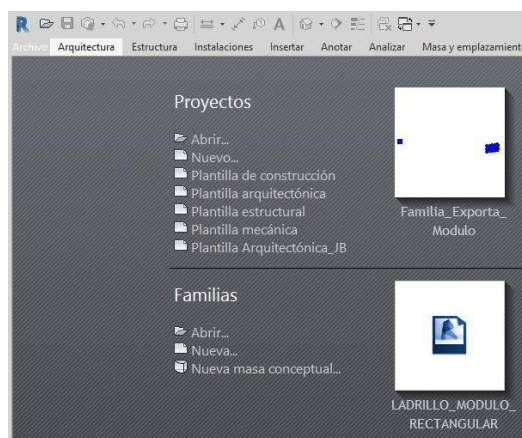 Archivo Arquitectura Estructura Instalaciones Insertar Anotar Analizar Masa y emplazamient
Proyectos
Abrir...
Nuevo...
Plantilla de construcción
Plantilla arquitectónica
Plantilla estructural
Plantilla mecánica
Plantilla Arquitectónica_JB
Familia_Exporta_
Modulo
Familias
Abrir...
Nueva...
Nueva masa conceptual...
LADRILLO_MODULO_
RECTANGULAR